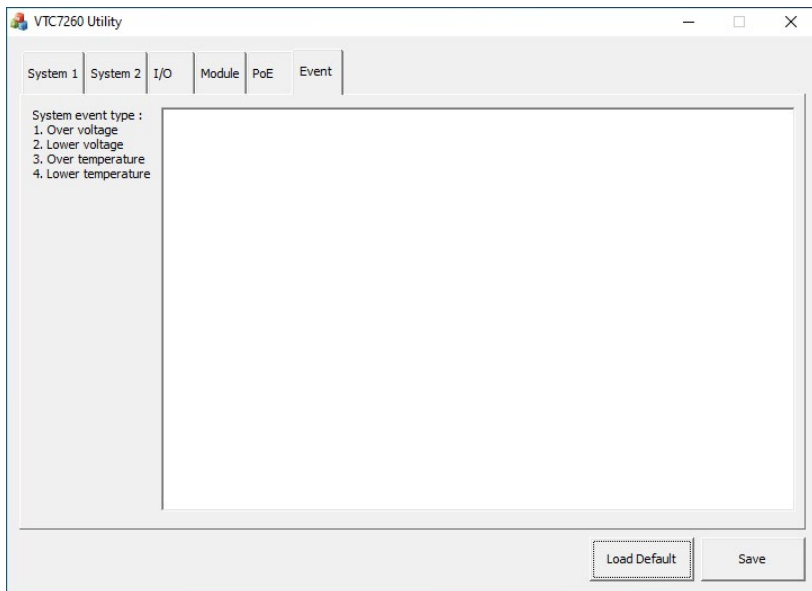 VTC7260 Utility
System 1 System 2 I/O Module PoE Event
System event type :
1. Over voltage
2. Lower voltage
3. Over temperature
4. Lower temperature
Load Default Save